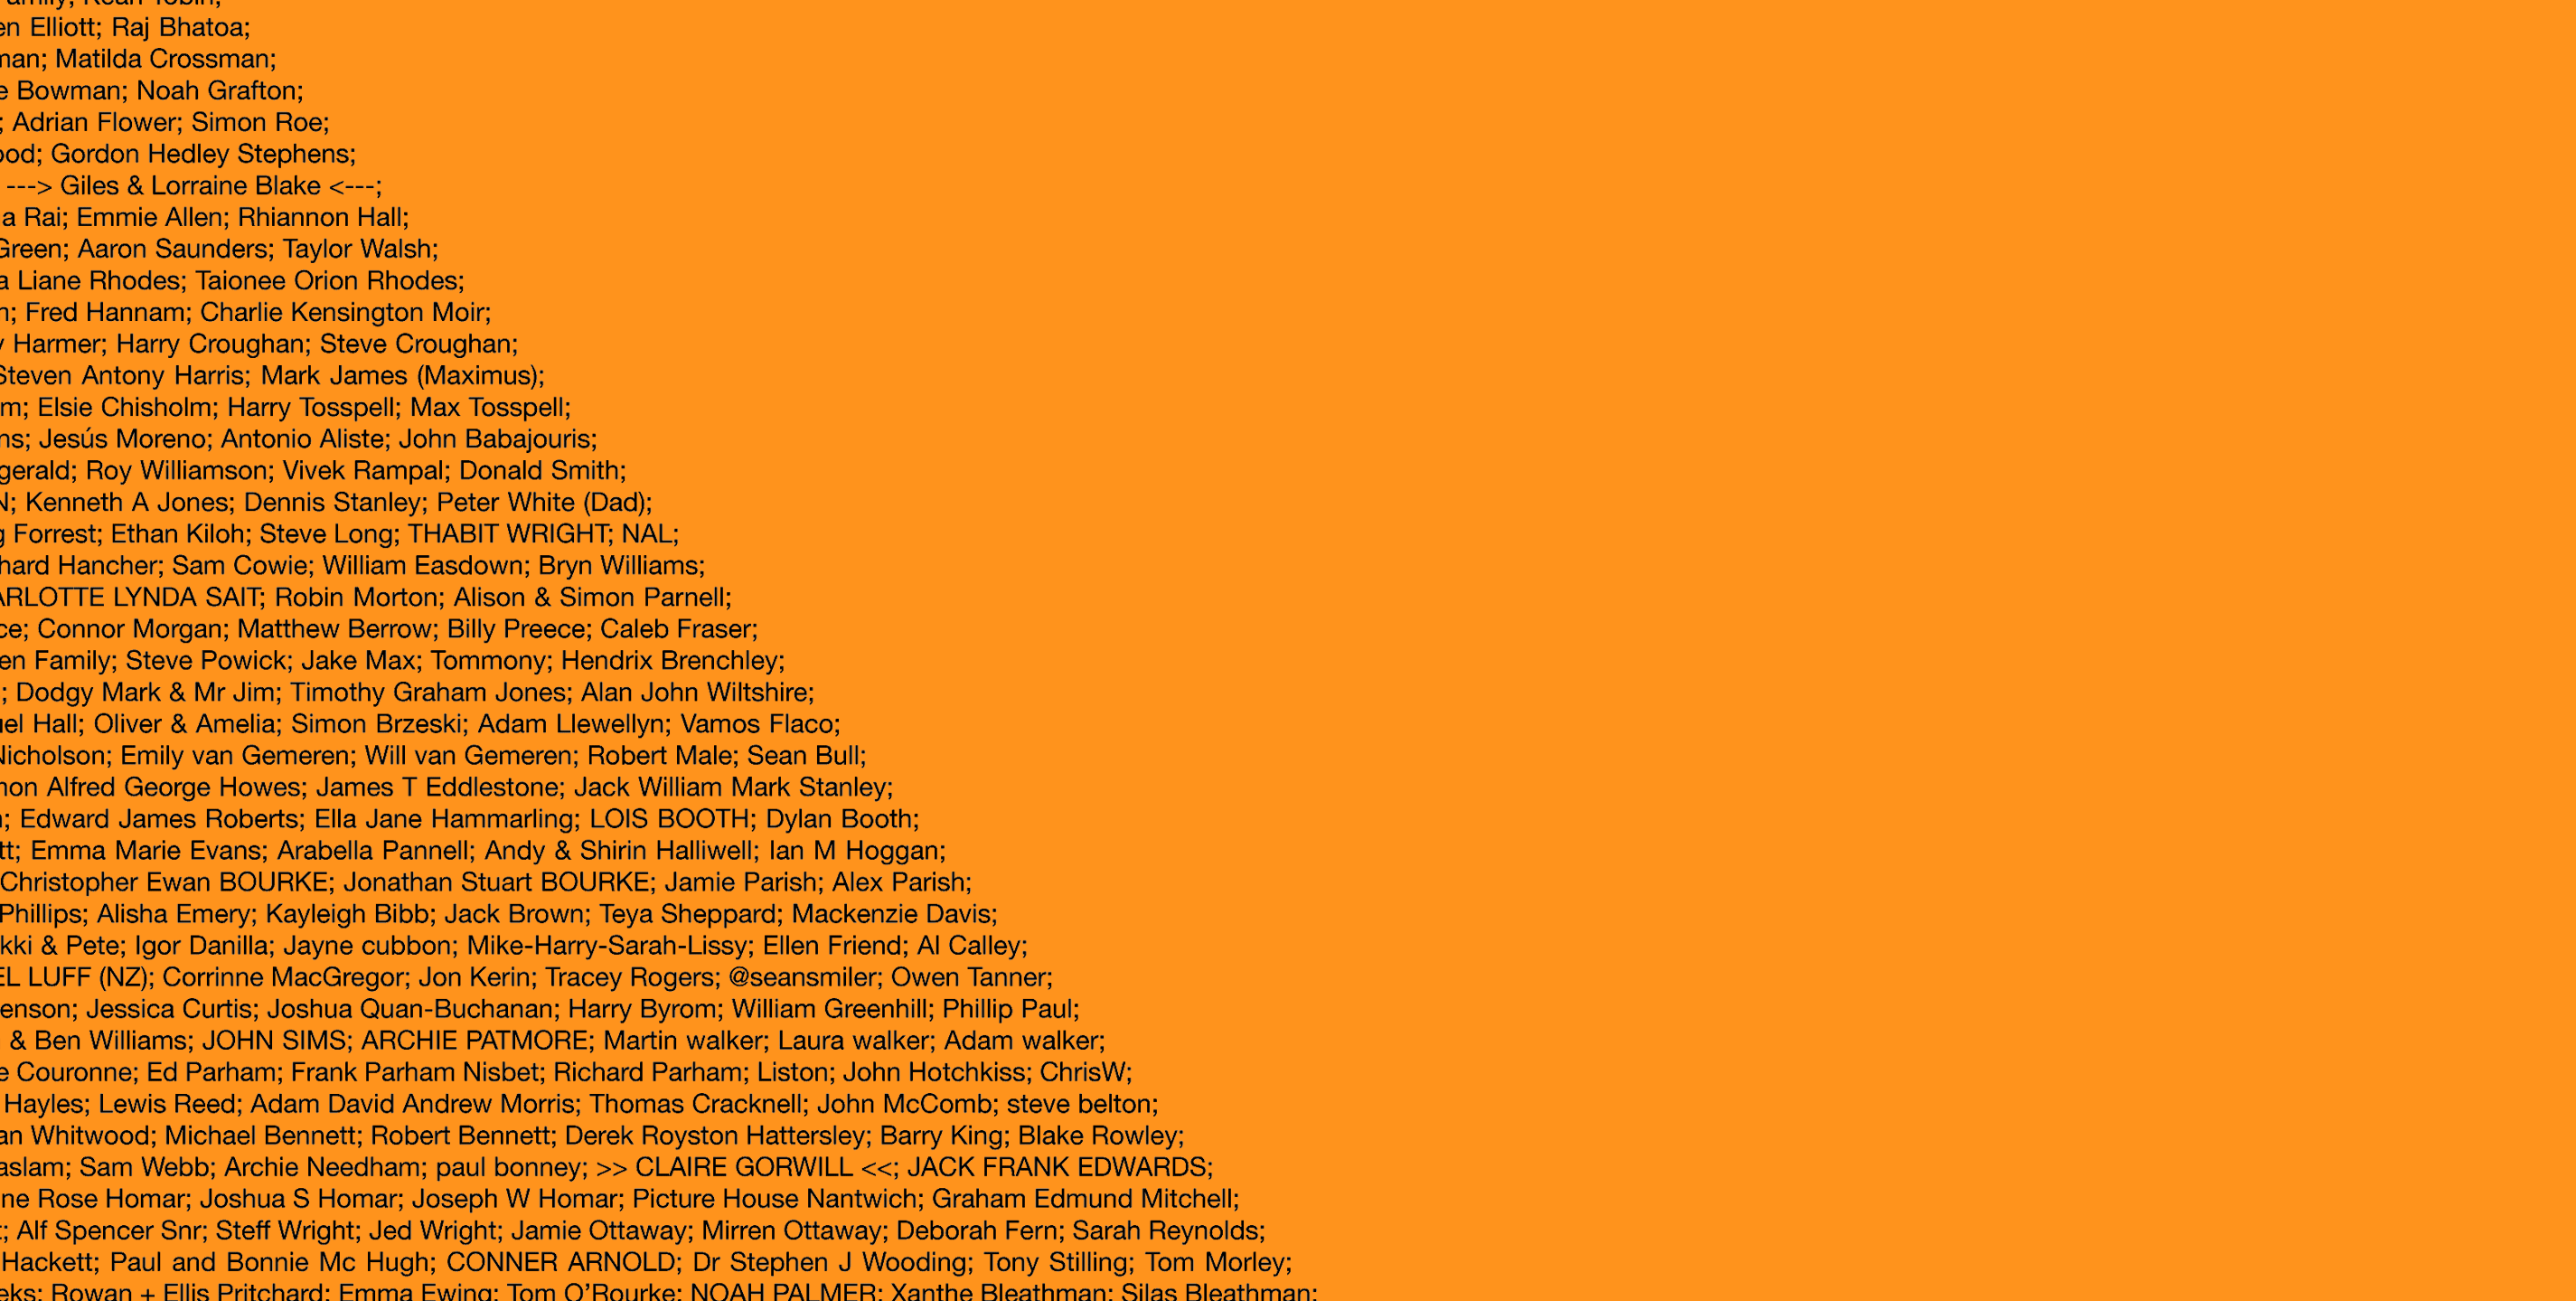 amily; Kean Tobin;
en Elliott; Raj Bhatoa;
man; Matilda Crossman;
e Bowman; Noah Grafton;
; Adrian Flower; Simon Roe;
ood; Gordon Hedley Stephens;
---> Giles & Lorraine Blake <---;
a Rai; Emmie Allen; Rhiannon Hall;
Green; Aaron Saunders; Taylor Walsh;
a Liane Rhodes; Taionee Orion Rhodes;
n; Fred Hannam; Charlie Kensington Moir;
y Harmer; Harry Croughan; Steve Croughan;
Steven Antony Harris; Mark James (Maximus);
m; Elsie Chisholm; Harry Tosspell; Max Tosspell;
ns; Jesús Moreno; Antonio Aliste; John Babajouris;
gerald; Roy Williamson; Vivek Rampal; Donald Smith;
N; Kenneth A Jones; Dennis Stanley; Peter White (Dad);
g Forrest; Ethan Kiloh; Steve Long; THABIT WRIGHT; NAL;
hard Hancher; Sam Cowie; William Easdown; Bryn Williams;
ARLOTTE LYNDA SAIT; Robin Morton; Alison & Simon Parnell;
ce; Connor Morgan; Matthew Berrow; Billy Preece; Caleb Fraser;
en Family; Steve Powick; Jake Max; Tommony; Hendrix Brenchley;
; Dodgy Mark & Mr Jim; Timothy Graham Jones; Alan John Wiltshire;
uel Hall; Oliver & Amelia; Simon Brzeski; Adam Llewellyn; Vamos Flaco;
Nicholson; Emily van Gemeren; Will van Gemeren; Robert Male; Sean Bull;
mon Alfred George Howes; James T Eddlestone; Jack William Mark Stanley;
n; Edward James Roberts; Ella Jane Hammarling; LOIS BOOTH; Dylan Booth;
tt; Emma Marie Evans; Arabella Pannell; Andy & Shirin Halliwell; Ian M Hoggan;
Christopher Ewan BOURKE; Jonathan Stuart BOURKE; Jamie Parish; Alex Parish;
Phillips; Alisha Emery; Kayleigh Bibb; Jack Brown; Teya Sheppard; Mackenzie Davis;
kki & Pete; Igor Danilla; Jayne cubbon; Mike-Harry-Sarah-Lissy; Ellen Friend; Al Calley;
EL LUFF (NZ); Corrinne MacGregor; Jon Kerin; Tracey Rogers; @seansmiler; Owen Tanner;
enson; Jessica Curtis; Joshua Quan-Buchanan; Harry Byrom; William Greenhill; Phillip Paul;
& Ben Williams; JOHN SIMS; ARCHIE PATMORE; Martin walker; Laura walker; Adam walker;
e Couronne; Ed Parham; Frank Parham Nisbet; Richard Parham; Liston; John Hotchkiss; ChrisW;
Hayles; Lewis Reed; Adam David Andrew Morris; Thomas Cracknell; John McComb; steve belton;
an Whitwood; Michael Bennett; Robert Bennett; Derek Royston Hattersley; Barry King; Blake Rowley;
aslam; Sam Webb; Archie Needham; paul bonney; >> CLAIRE GORWILL <<; JACK FRANK EDWARDS;
ne Rose Homar; Joshua S Homar; Joseph W Homar; Picture House Nantwich; Graham Edmund Mitchell;
; Alf Spencer Snr; Steff Wright; Jed Wright; Jamie Ottaway; Mirren Ottaway; Deborah Fern; Sarah Reynolds;
Hackett; Paul and Bonnie Mc Hugh; CONNER ARNOLD; Dr Stephen J Wooding; Tony Stilling; Tom Morley;
eks; Rowan + Ellis Pritchard; Emma Ewing; Tom O’Rourke; NOAH PALMER; Xanthe Bleathman; Silas Bleathman;